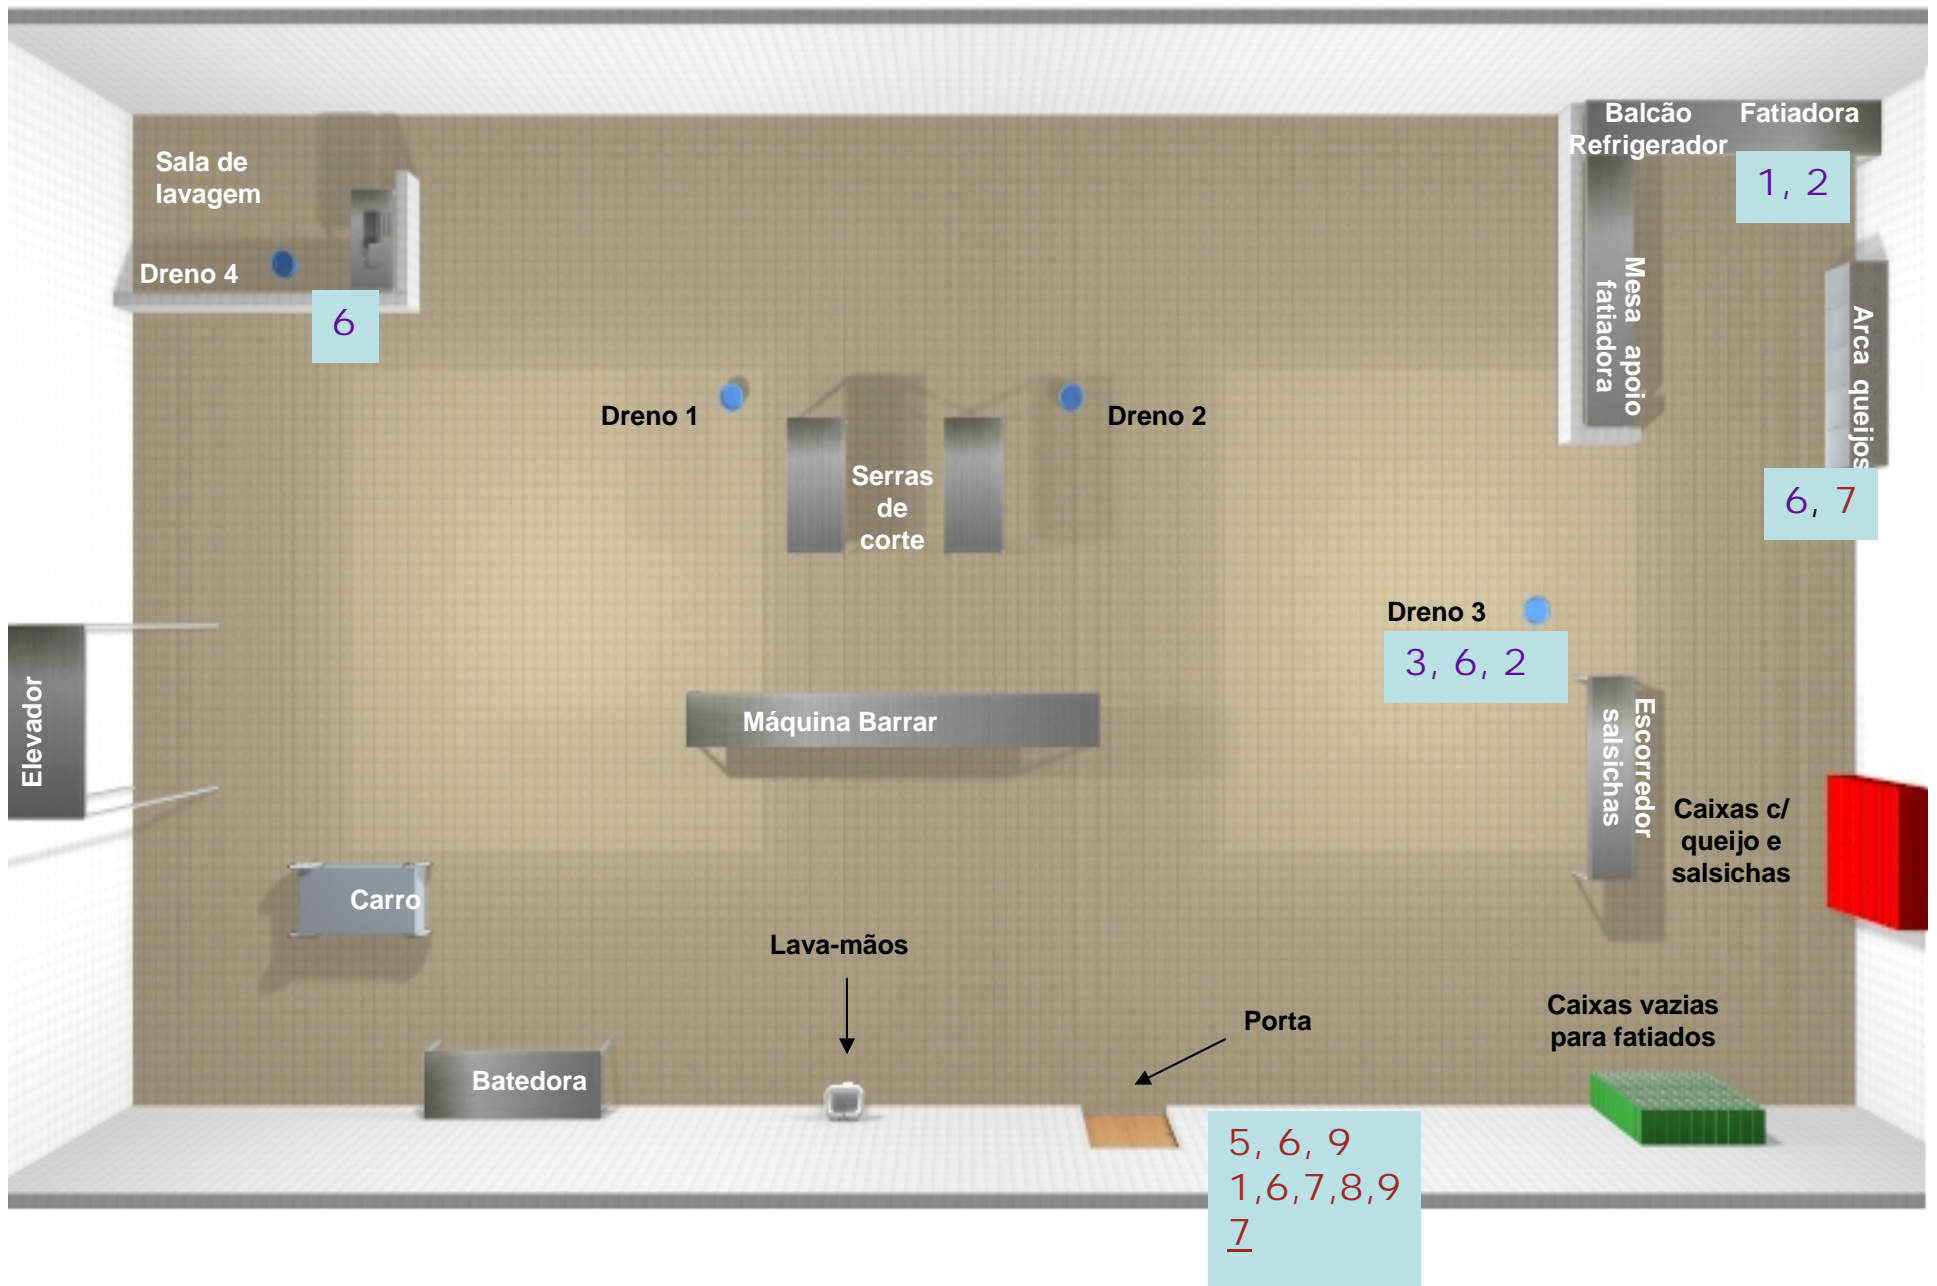 Balcão
Refrigerador
Fatiadora
1, 2
Sala de
lavagem
Dreno 4
6
Mesa apoio
fatiadora
Arca queijos
6, 7
Dreno 1
Dreno 2
Serras
de
corte
Dreno 3
3, 6, 2
Elevador
Máquina Barrar
Escorredor
salsichas
Caixas c/
queijo e
salsichas
Carro
Lava-mãos
Porta
Caixas vazias
para fatiados
Batedora
5, 6, 9
1,6,7,8,9
7